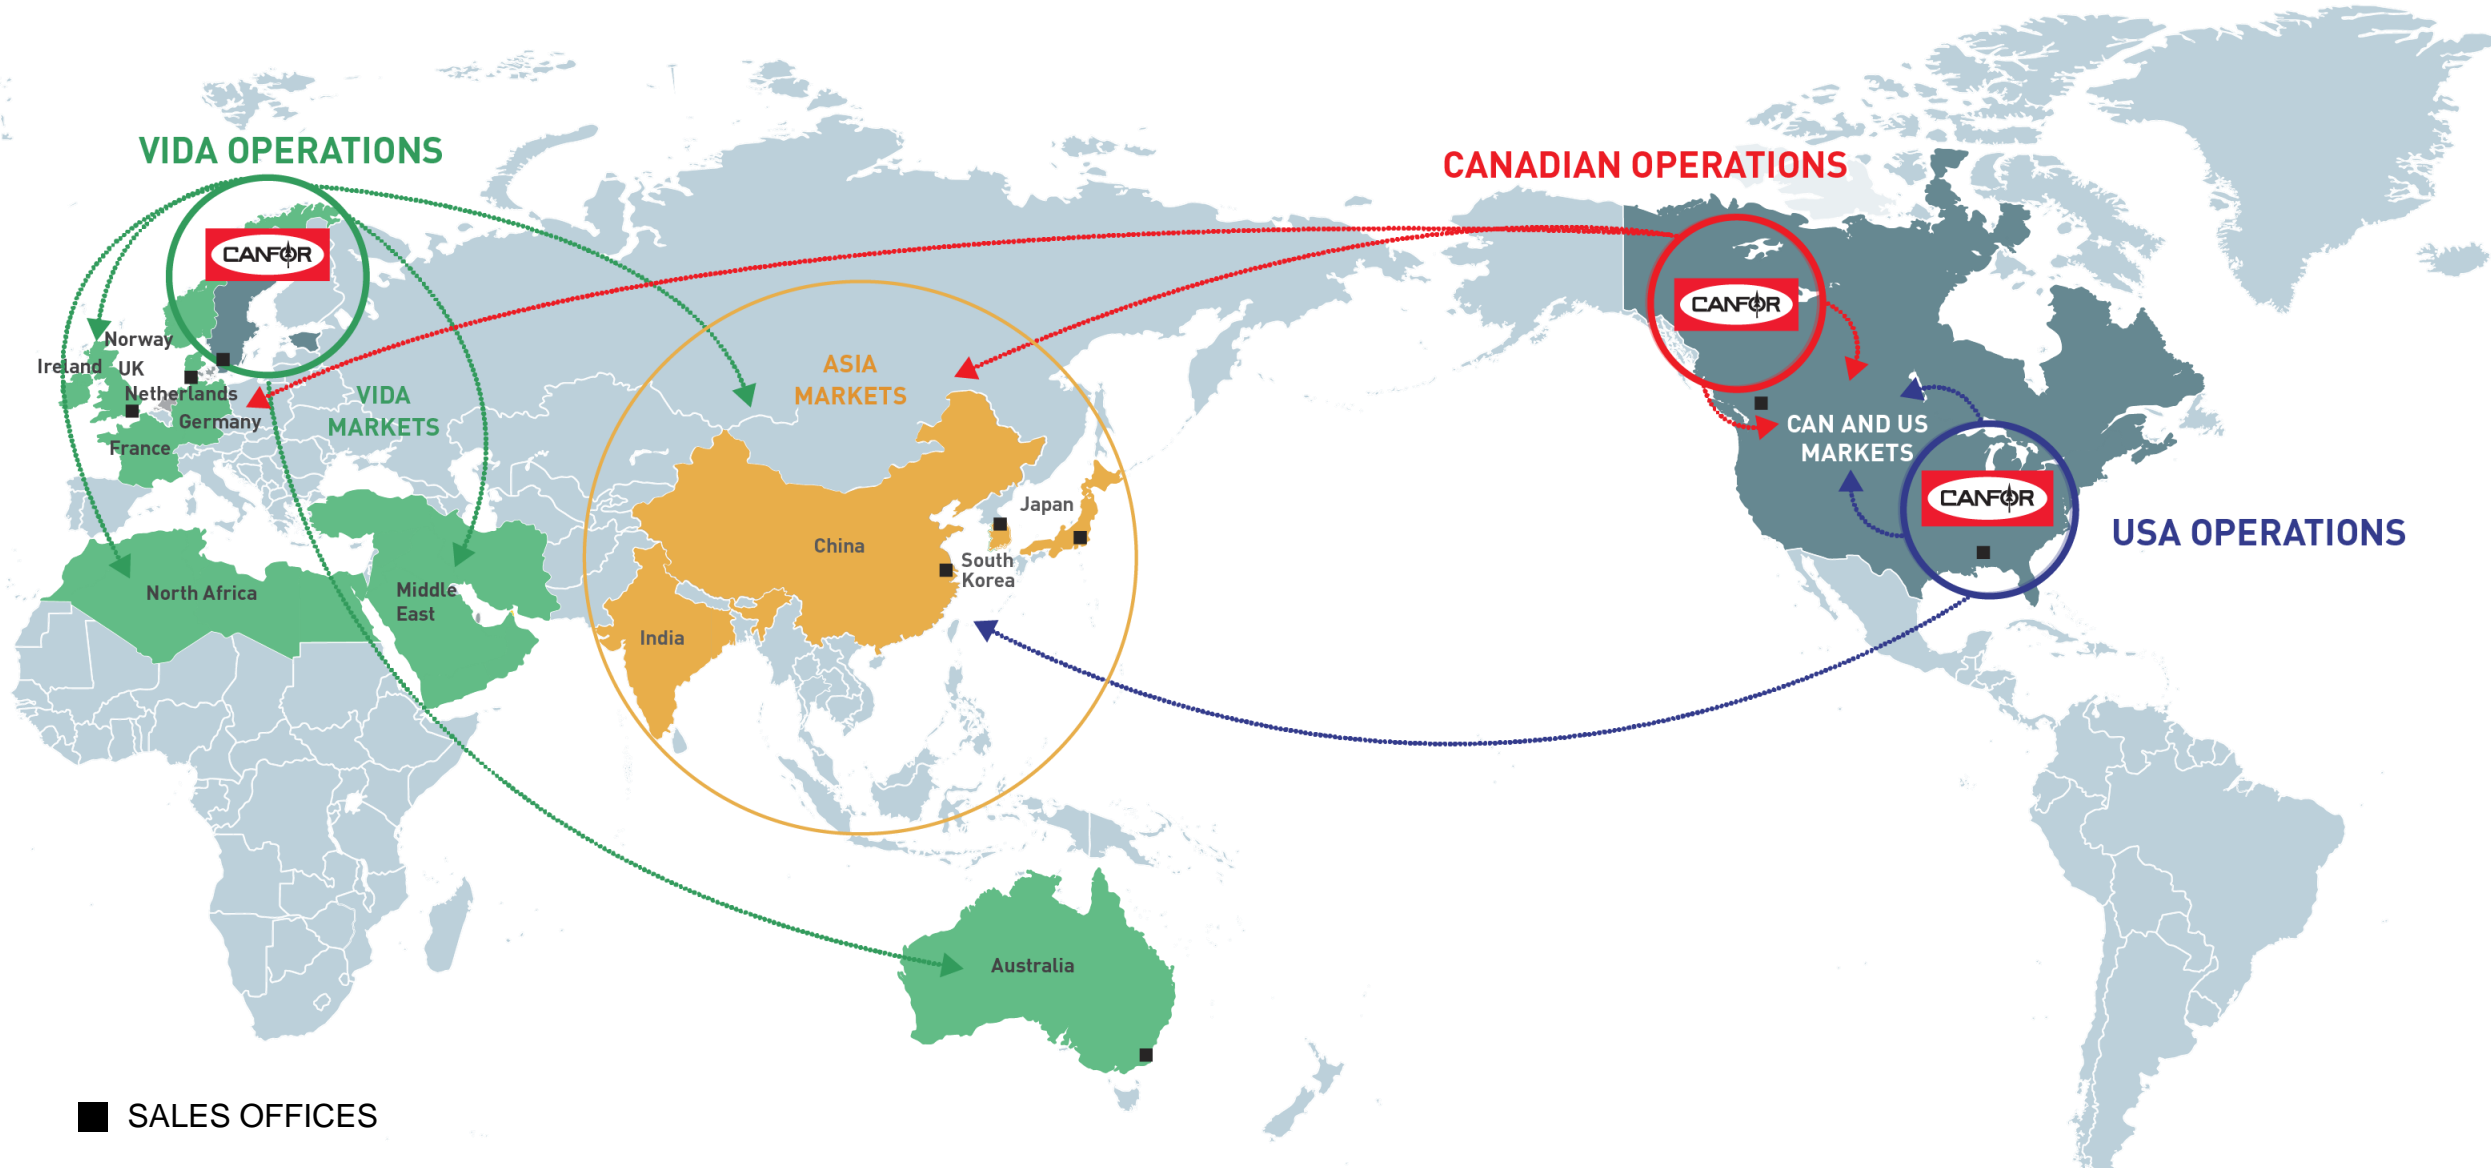 VIDA OPERATIONS
CANFOR
CANADIAN OPERATIONS
CANFOR
Norway
Ireland
UK
Netherlands
Germany
France
VIDA
MARKETS
ASIA
MARKETS
CAN AND US
MARKETS
CANFOR
USA OPERATIONS
Japan
China
South
Korea
North Africa
Middle
East
India
Australia
SALES OFFICES